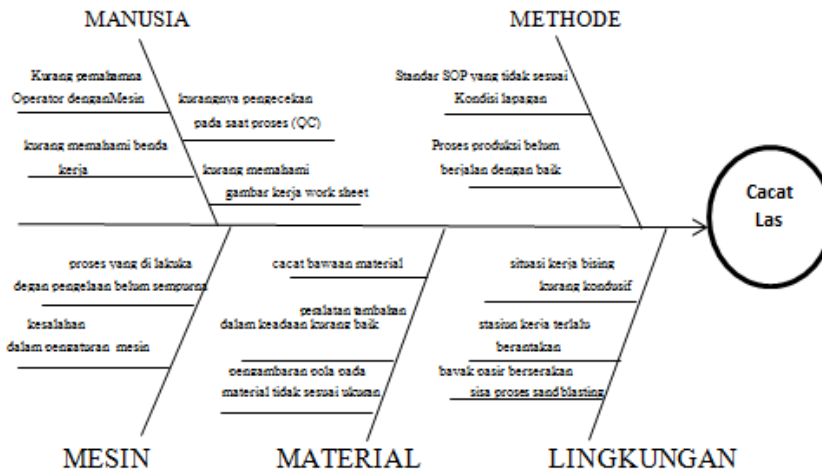 MANUSIA
METHODE
Kurang pemahamna
Operator denganMesin
kurangnya pengecekan
pada saat proses (QC)
kurang memahami benda
kerja
kurang memahami
gambar kerja work sheet
Standar SOP yang tidak sesuai
Kondisi lapagan
Proses produksi belum
berjalan dengan baik
Cacat
Las
proses yang di lakuka
degan pengelaan belum sempurna
kesalahan
dalam pengaturan mesin
cacat bawaan material
peralatan tambahan
dalam keadaan kurang baik
pengambaran pola pada
material tidak sesuai ukuran
situasi kerja bising
kurang kondusif
stasiun kerja terlalu
berantakan
bayak pasir berserakan
sisa proses sandblasting
MESIN
MATERIAL
LINGKUNGAN